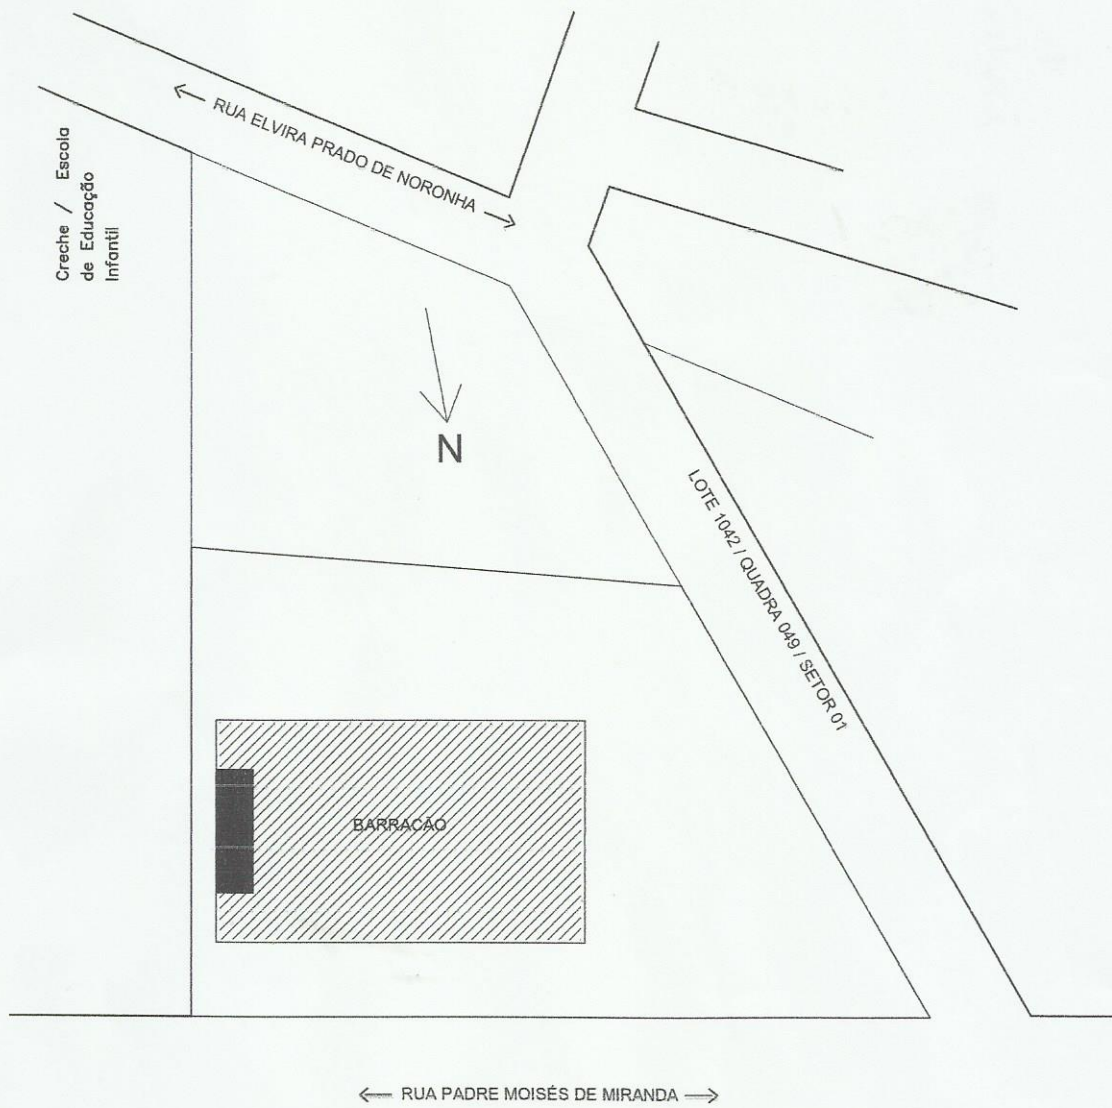 ← RUA ELVIRA PRADO DE NORONHA →
Creche / Escola
de Educação
Infantil
N
LOTE 1042 / QUADRA 049 / SETOR 01
BARRACÃO
← RUA PADRE MOISÉS DE MIRANDA →